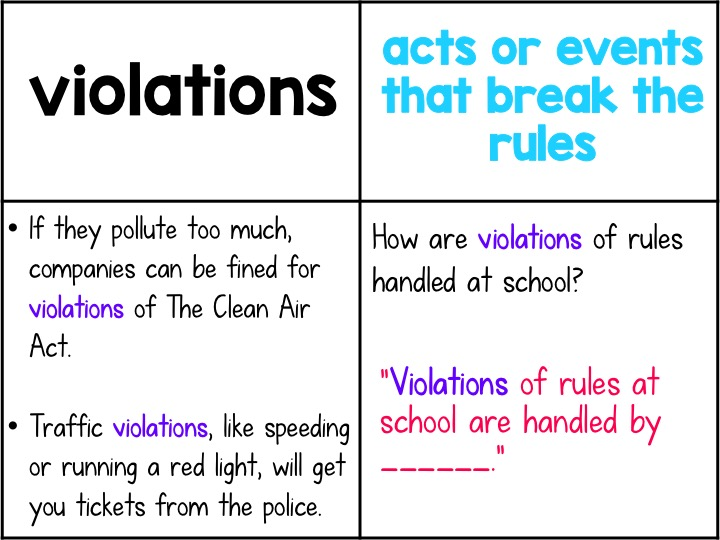 violations
acts or events
that break the
rules
• If they pollute too much,
companies can be fined for
violations of The Clean Air
Act.
• Traffic violations, like speeding
or running a red light, will get
you tickets from the police.
How are violations of rules
handled at school?
"Violations of rules at
school are handled by
______."